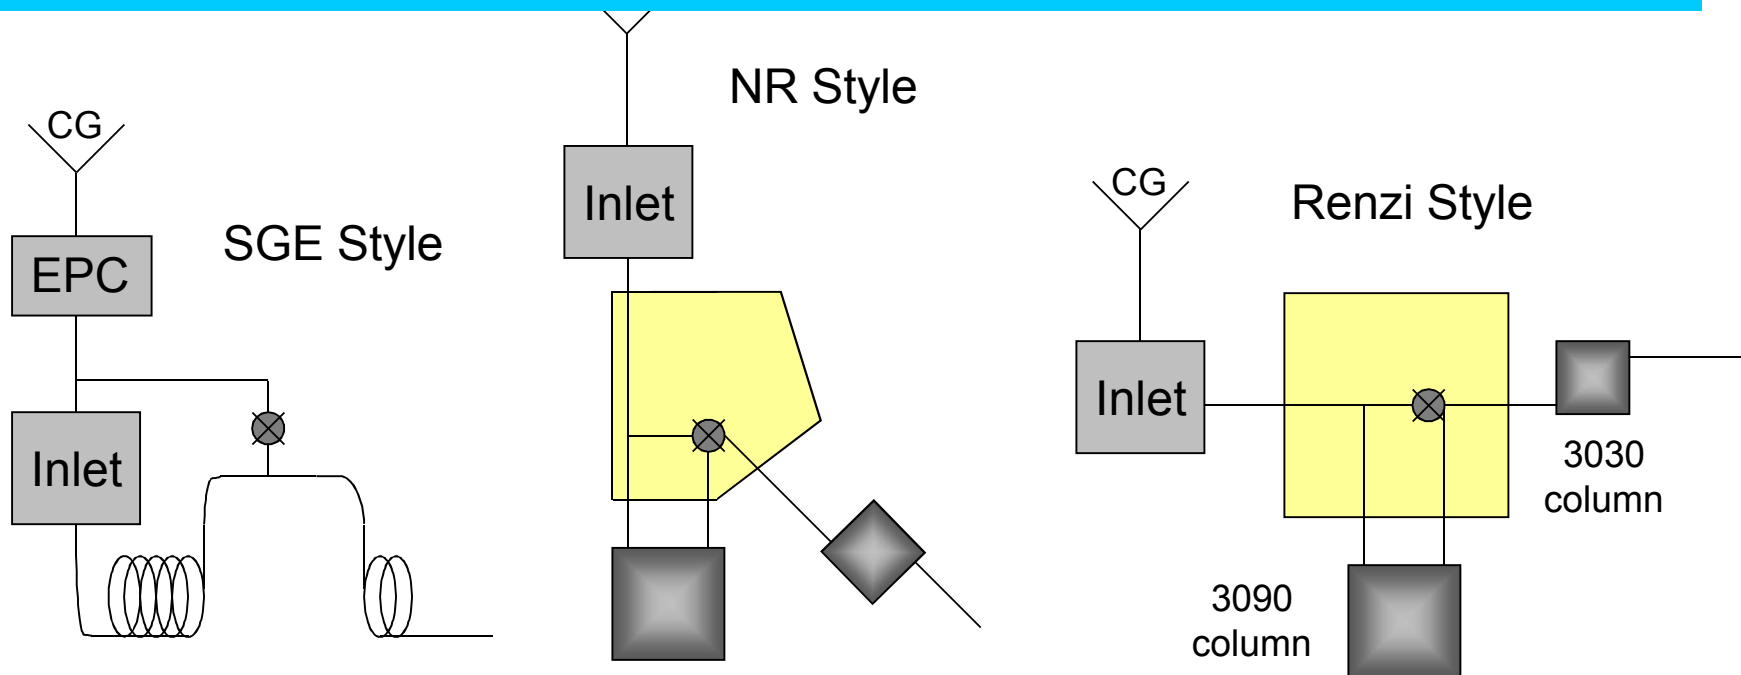 NR Style
CG
Inlet
CG
Renzi Style
SGE Style
EPC
Inlet
Inlet
3030
column
3090
column